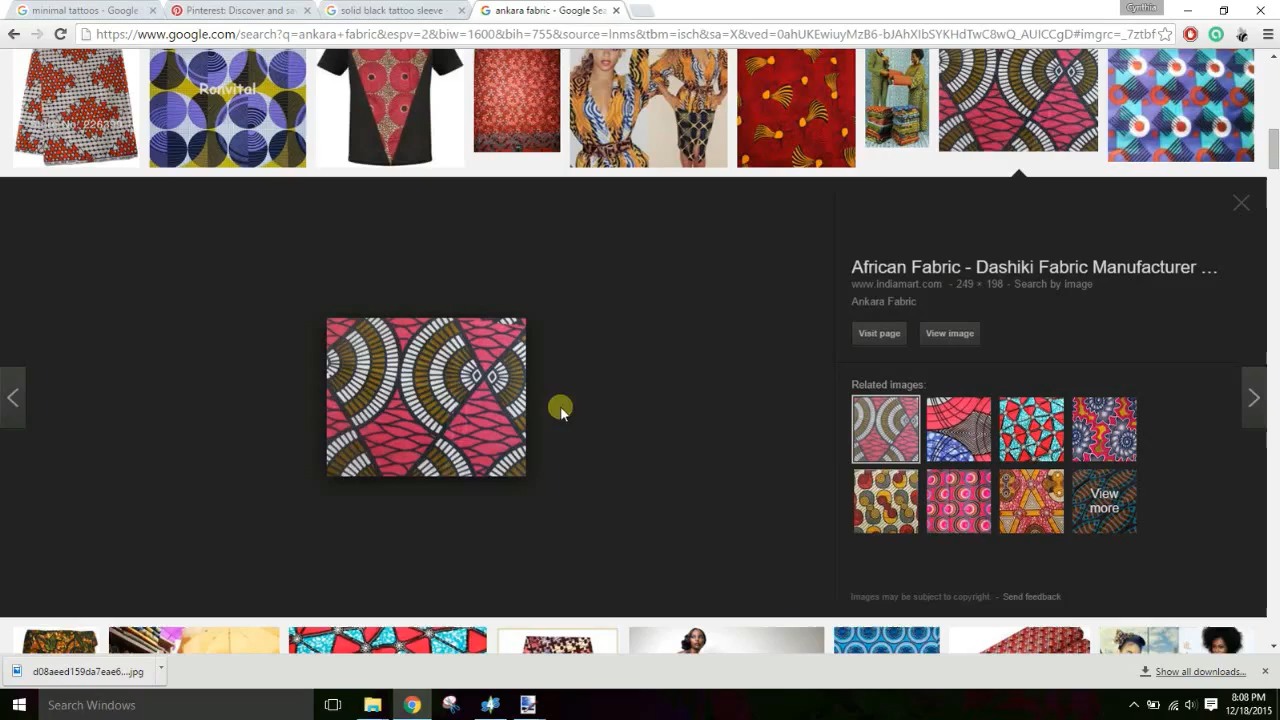 minimal tattoos - Google
Pinterest: Discover and sa
solid black tattoo sleeve
ankara fabric - Google Se
Cynthia
https://www.google.com/search?q=ankara+fabric&espv=2&biw=1600&bih=755&source=lnms&tbm=isch&sa=X&ved=0ahUKEwiuyMzB6-bJAhXIbSYKHdTwC8wQ_AUICCgD#imgrc=_7ztbf
No: 22639
Ronvital
African Fabric - Dashiki Fabric Manufacturer …
www.indiamart.com - 249 × 198 - Search by image
Ankara Fabric
Visit page
View image
Related images:
View more
Images may be subject to copyright. - Send feedback
d08aeed159da7eae6....jpg
Show all downloads...
Search Windows
8:08 PM
12/18/2015